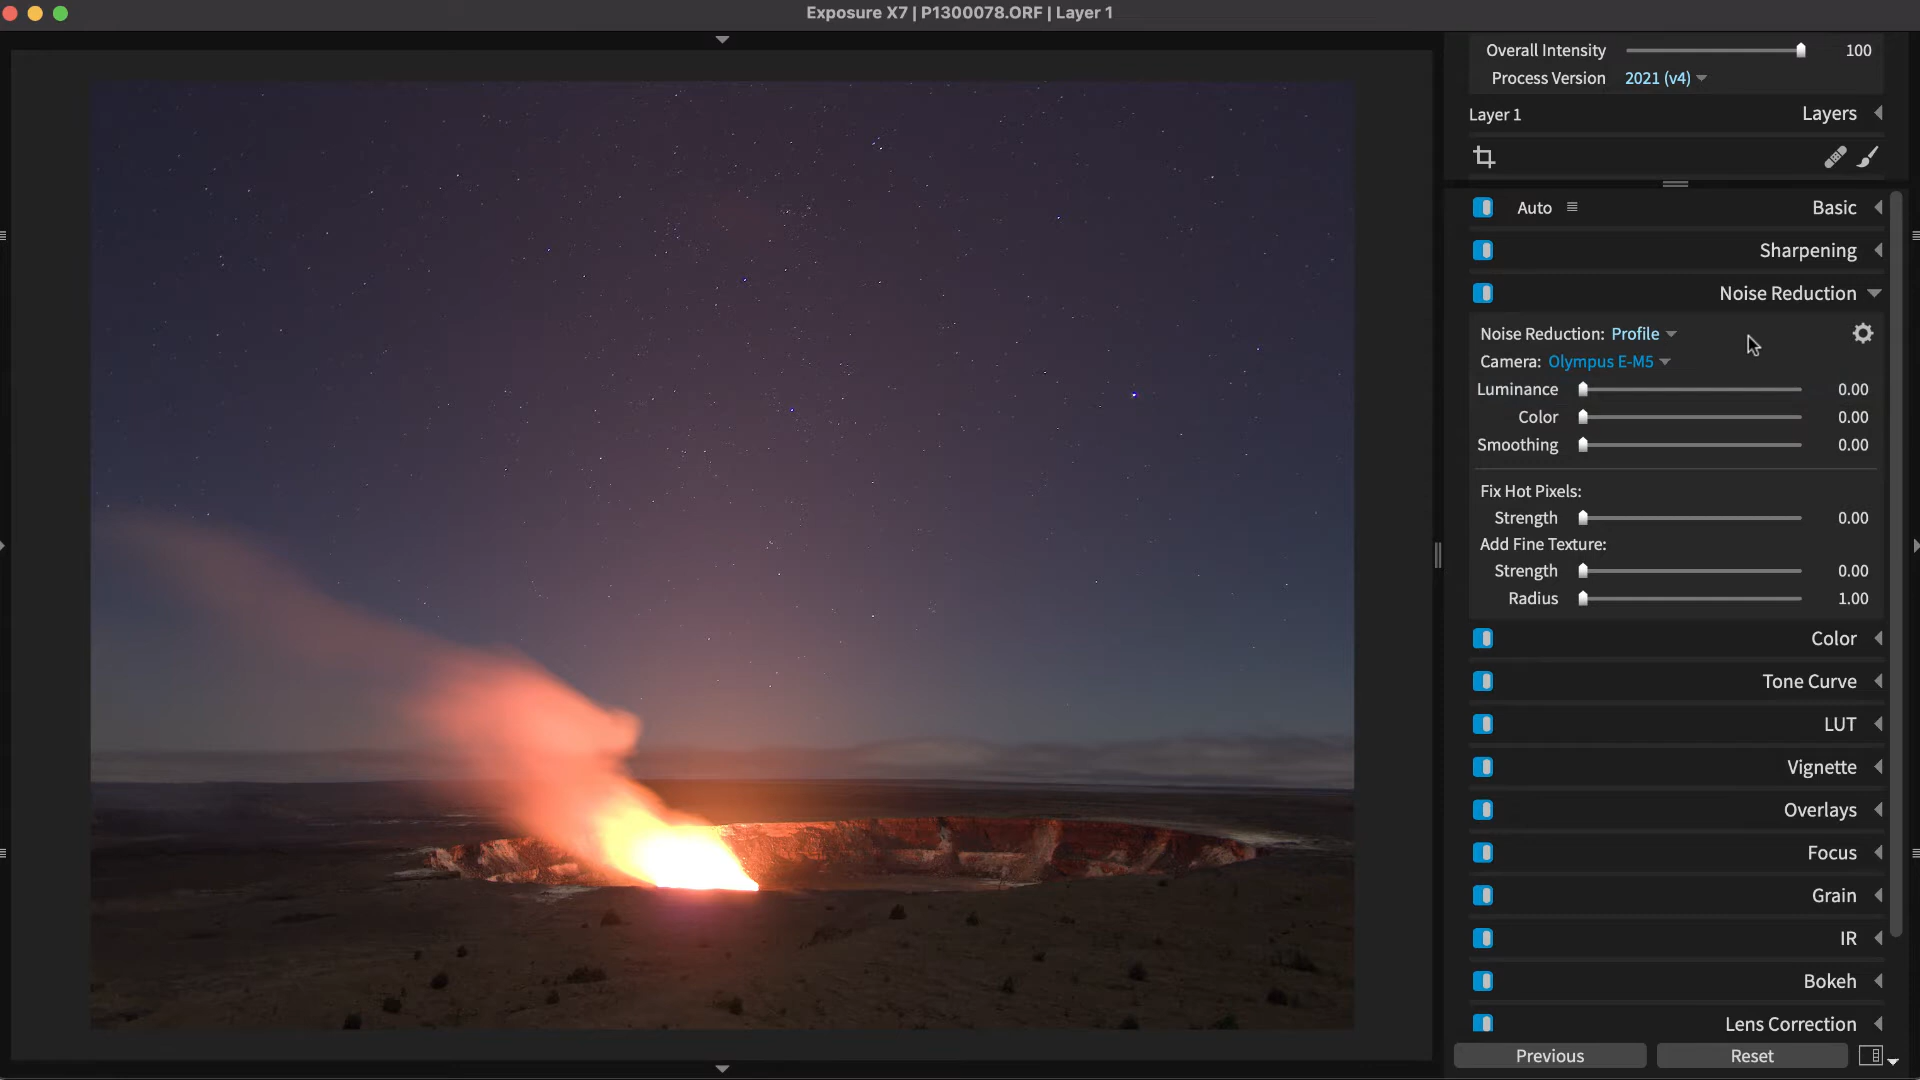 Exposure X7 | P1300078.ORF | Layer 1
Overall Intensity 100
Process Version 2021 (v4)
Layer 1 Layers
Auto Basic
Sharpening
Noise Reduction
Noise Reduction: Profile
Camera: Olympus E-M5
Luminance 0.00
Color 0.00
Smoothing 0.00
Fix Hot Pixels:
Strength 0.00
Add Fine Texture:
Strength 0.00
Radius 1.00
Color
Tone Curve
LUT
Vignette
Overlays
Focus
Grain
IR
Bokeh
Lens Correction
Previous Reset